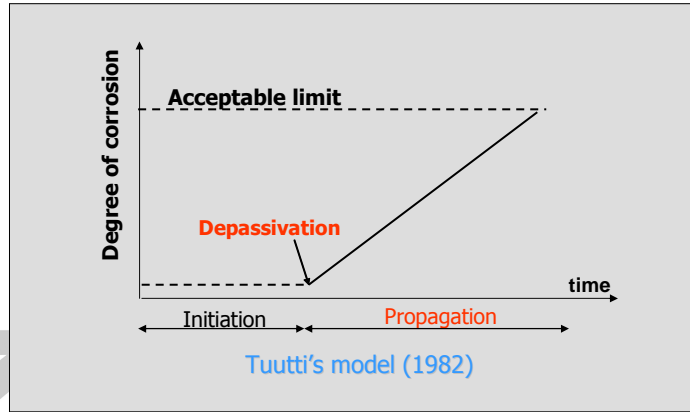 Degree of corrosion
Acceptable limit
Depassivation
time
Initiation
Propagation
Tuutti's model (1982)